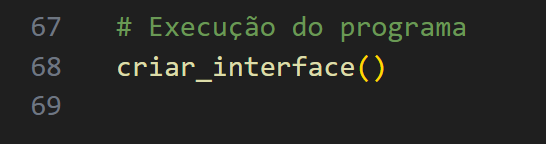 67 # Execução do programa
68 criar_interface()
69